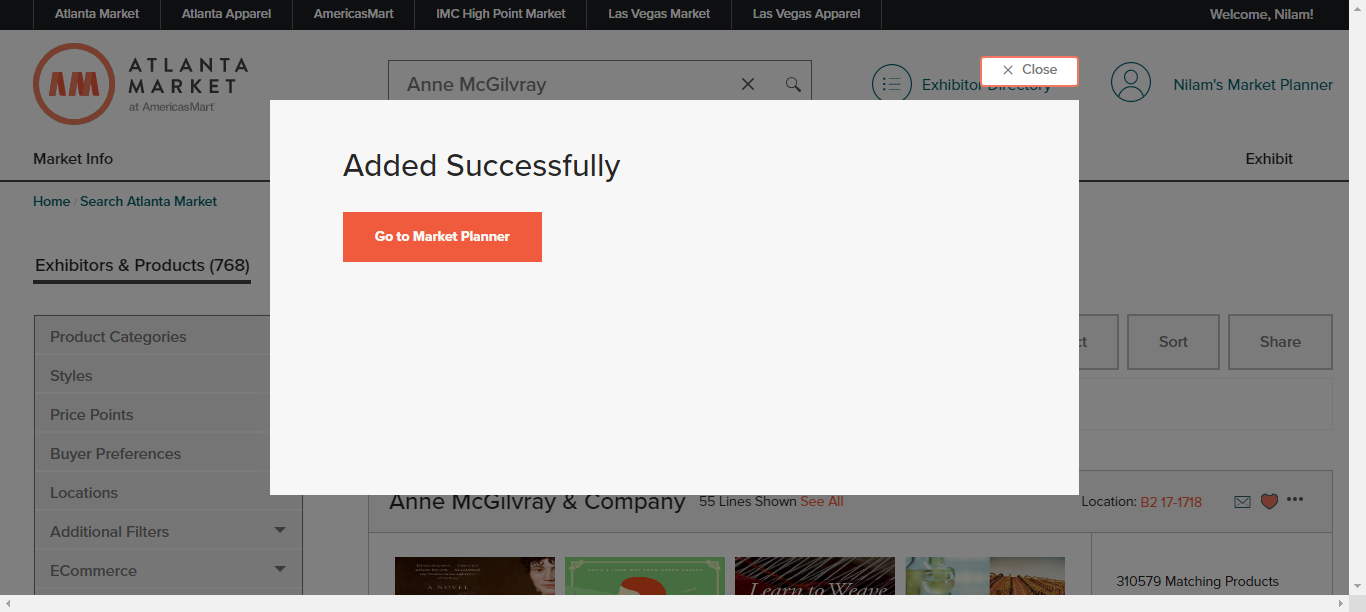 Atlanta Market Atlanta Apparel AmericasMart IMC High Point Market Las Vegas Market Las Vegas Apparel Welcome, Nilam!
ATLANTA
MARKET
at AmericasMart
Anne McGilvray
Exhibitor Directory
Close
Nilam's Market Planner
Market Info
Exhibit
Home / Search Atlanta Market
Added Successfully
Go to Market Planner
Exhibitors & Products (768)
Product Categories
Styles
Price Points
Buyer Preferences
Locations
Additional Filters
ECommerce
Sort
Share
Anne McGilvray & Company 55 Lines Shown See All
Location: B2 17-1718
A NOVEL
Learn to Weave
310579 Matching Products